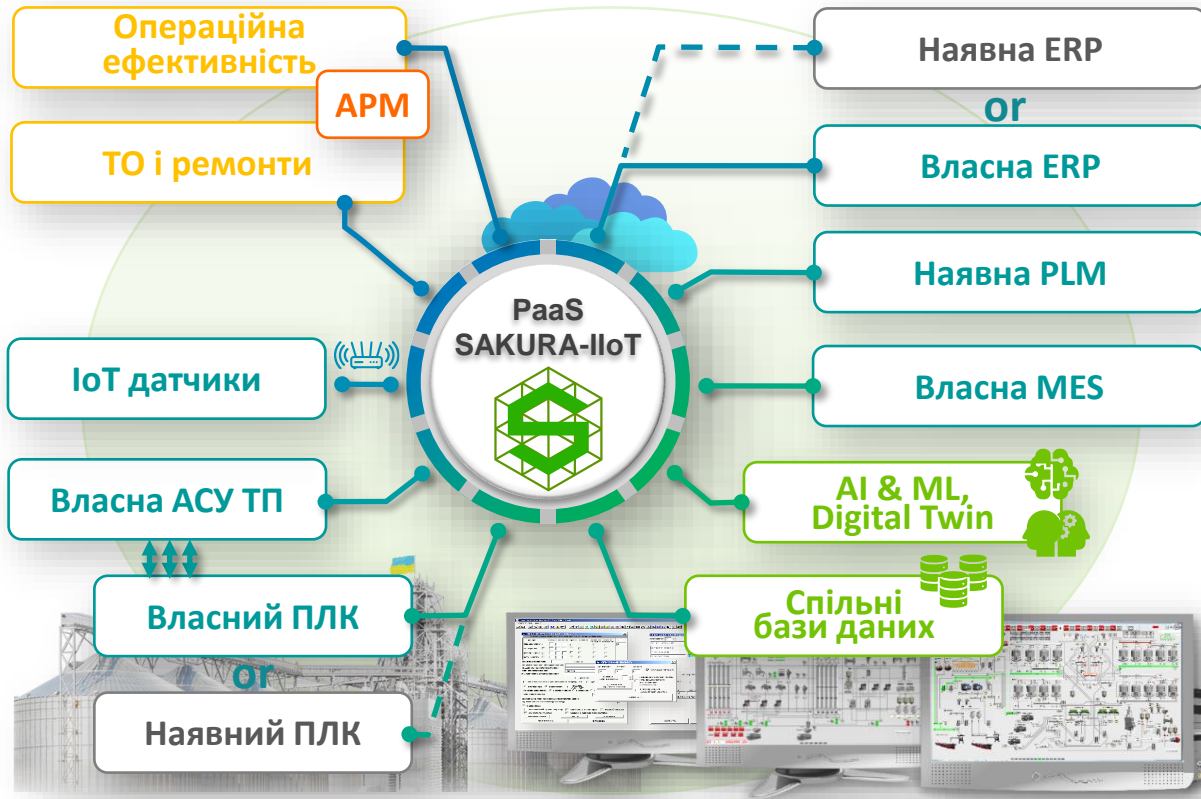 Операційна
ефективність
АРМ
ТО і ремонти
Наявна ERP
or
Власна ERP
Наявна PLM
PaaS
SAKURA-IIoT
ІоТ датчики
Власна MES
Власна АСУ ТП
AI & ML,
Digital Twin
Власний ПЛК
or
Наявний ПЛК
Спільні
бази даних